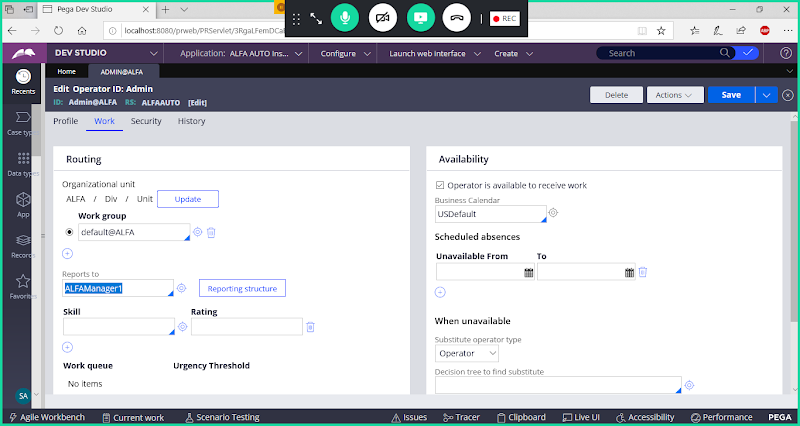 Pega Dev Studio
REC
https://localhost:8080/prweb/PRServlet/3RgaLFemDCa
ABP
DEV STUDIO
Application: ALFA AUTO Ins...
Configure
Launch web interface
Create
Search
Recents
Home
ADMIN@ALFA
Edit Operator ID: Admin
ID: Admin@ALFA RS: ALFAAUTO [Edit]
Delete
Actions
Save
Profile
Work
Security
History
Case typ
Data typ
App
Records
Favorites
SA
Routing
Organizational unit
ALFA / Div / Unit
Update
Work group
default@ALFA
Reports to
ALFAManager1
Reporting structure
Skill
Rating
Work queue
Urgency Threshold
No items
Availability
Operator is available to receive work
Business Calendar
USDefault
Scheduled absences
Unavailable From
To
When unavailable
Substitute operator type
Operator
Decision tree to find substitute
Agile Workbench
Current work
Scenario Testing
Issues
Tracer
Clipboard
Live UI
Accessibility
Performance
PEGA